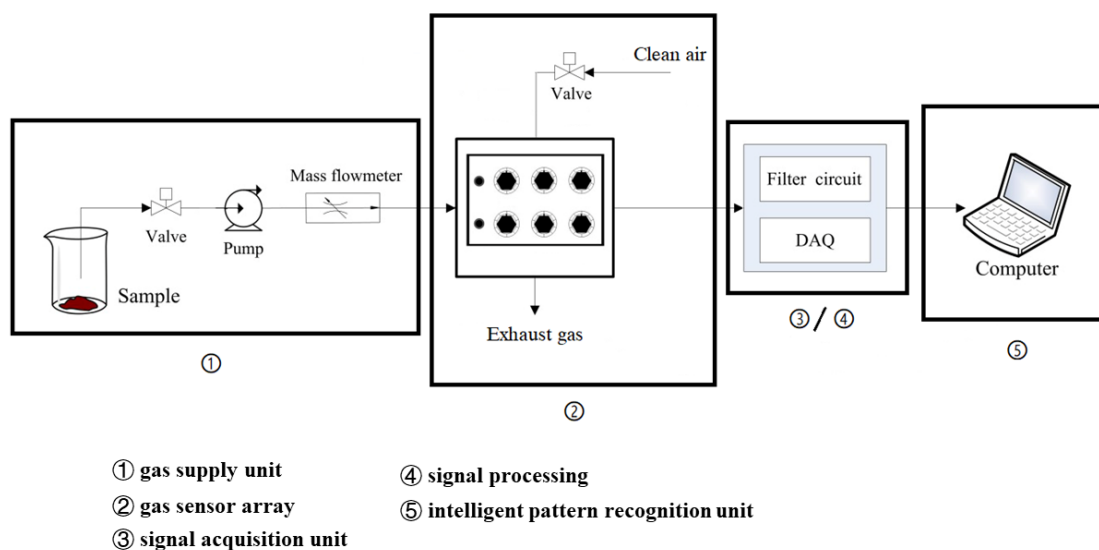 Clean air
Valve
Mass flowmeter
Valve
Pump
Sample
Exhaust gas
Filter circuit
DAQ
Computer
①
②
③ / ④
⑤
① gas supply unit
② gas sensor array
③ signal acquisition unit
④ signal processing
⑤ intelligent pattern recognition unit